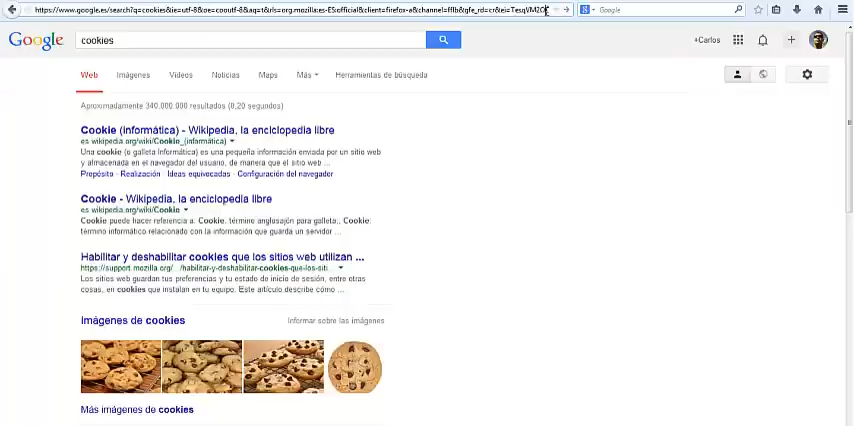 https://www.google.es/search?q=cookies&ie=utf-8&oe=cooutf-8&aq=t&rls=org.mozilla:es-ES:official&client=firefox-a&channel=fflb&gfe_rd=cr&ei=TesqVMZO
Google
Google
cookies
+Carlos
Web
Imágenes
Vídeos
Noticias
Maps
Más
Herramientas de búsqueda
Aproximadamente 340.000.000 resultados (0,20 segundos)
Cookie (informática) - Wikipedia, la enciclopedia libre
es.wikipedia.org/wiki/Cookie_(informática)
Una cookie (o galleta informática) es una pequeña información enviada por un sitio web
y almacenada en el navegador del usuario, de manera que el sitio web ...
Propósito - Realización - Ideas equivocadas - Configuración del navegador
Cookie - Wikipedia, la enciclopedia libre
es.wikipedia.org/wiki/Cookie
Cookie puede hacer referencia a: Cookie, término anglosajón para galleta;; Cookie:
término informático relacionado con la información que guarda un servidor ...
Habilitar y deshabilitar cookies que los sitios web utilizan ...
https://support.mozilla.org/.../habilitar-y-deshabilitar-cookies-que-los-siti...
Los sitios web guardan tus preferencias y tu estado de inicio de sesión, entre otras
cosas, en cookies que instalan en tu equipo. Este artículo describe cómo ...
Imágenes de cookies
Informar sobre las imágenes
Más imágenes de cookies